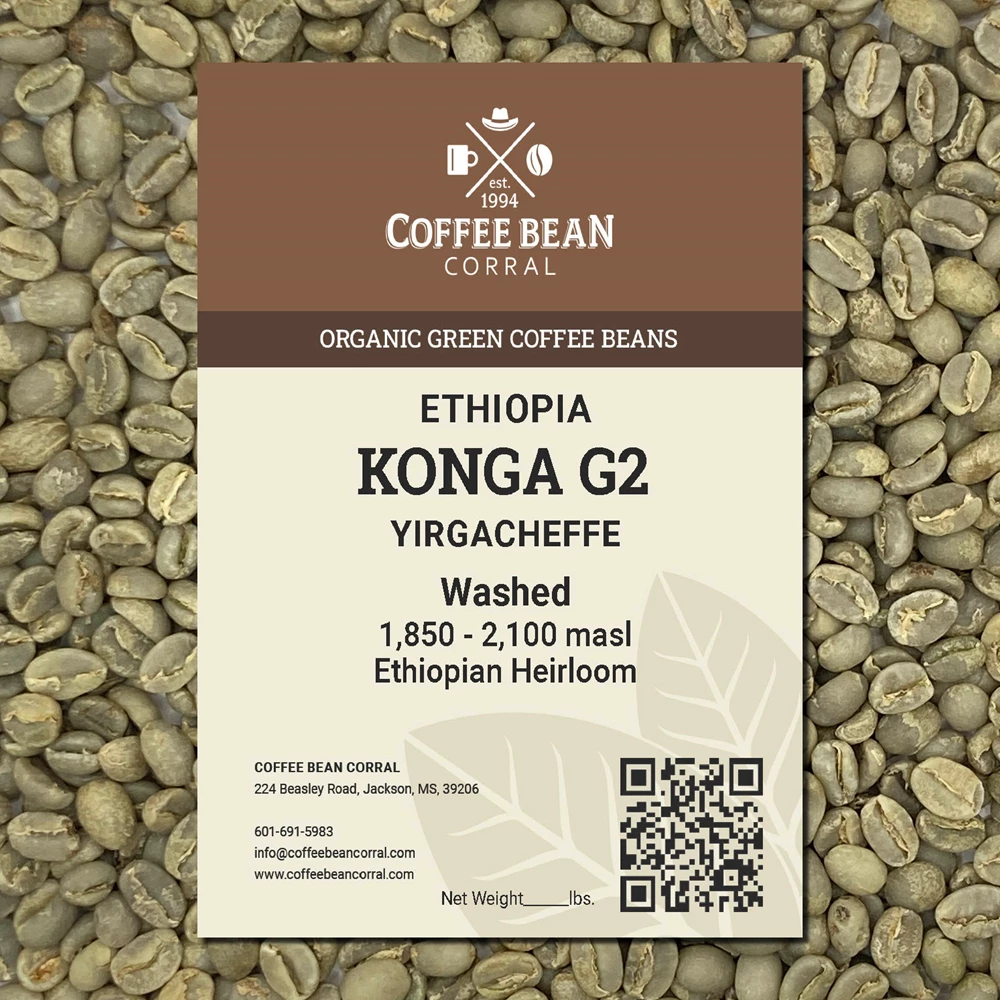 est.
1994
COFFEE BEAN
CORRAL
ORGANIC GREEN COFFEE BEANS
ETHIOPIA
KONGA G2
YIRGACHEFFE
Washed
1,850 - 2,100 masl
Ethiopian Heirloom
COFFEE BEAN CORRAL
224 Beasley Road, Jackson, MS, 39206
601-691-5983
info@coffeebeancorral.com
www.coffeebeancorral.com
Net Weight_____lbs.